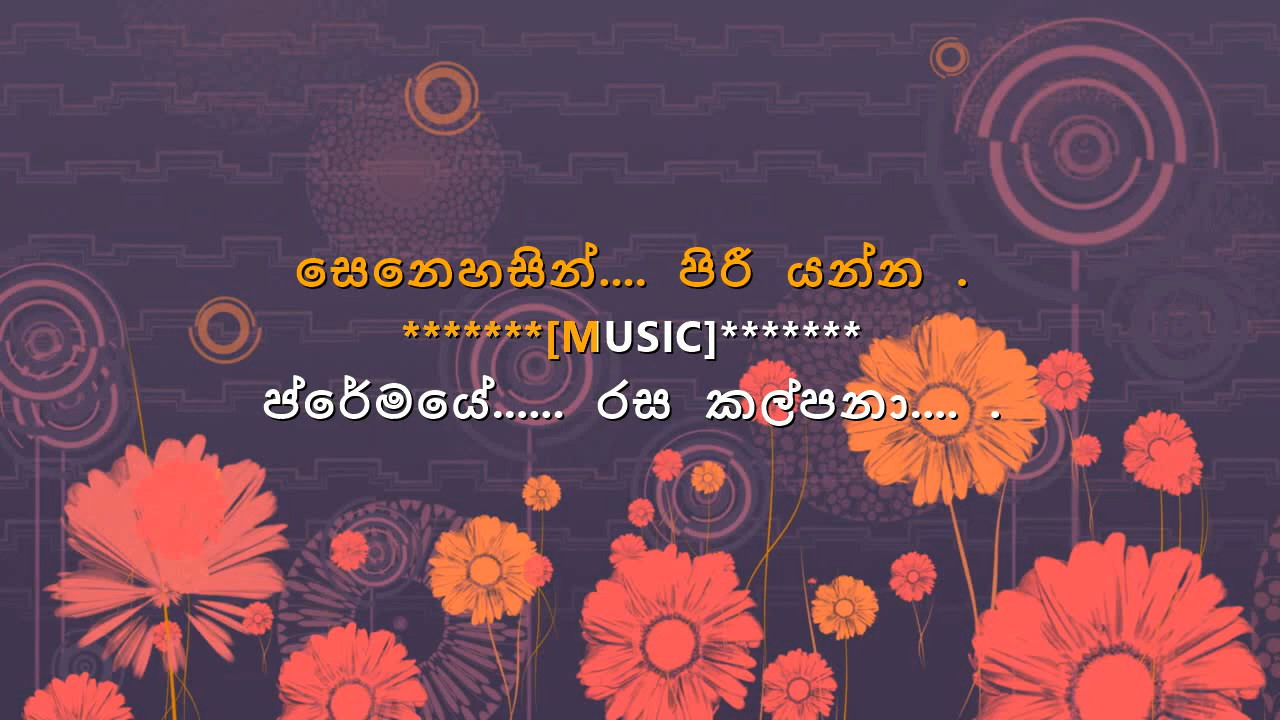 සෙනෙහසින්.... පිරී යන්න .
*******[MUSIC]*******
ප්රේමයේ...... රස කල්පනා.... .